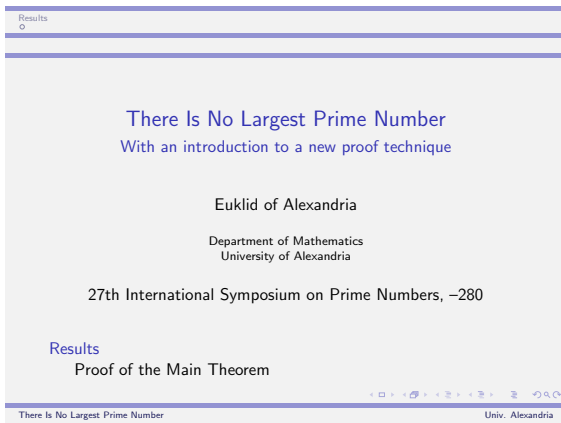 Results
There Is No Largest Prime Number
With an introduction to a new proof technique
Euklid of Alexandria
Department of Mathematics
University of Alexandria
27th International Symposium on Prime Numbers, –280
Results
Proof of the Main Theorem
There Is No Largest Prime Number
Univ. Alexandria